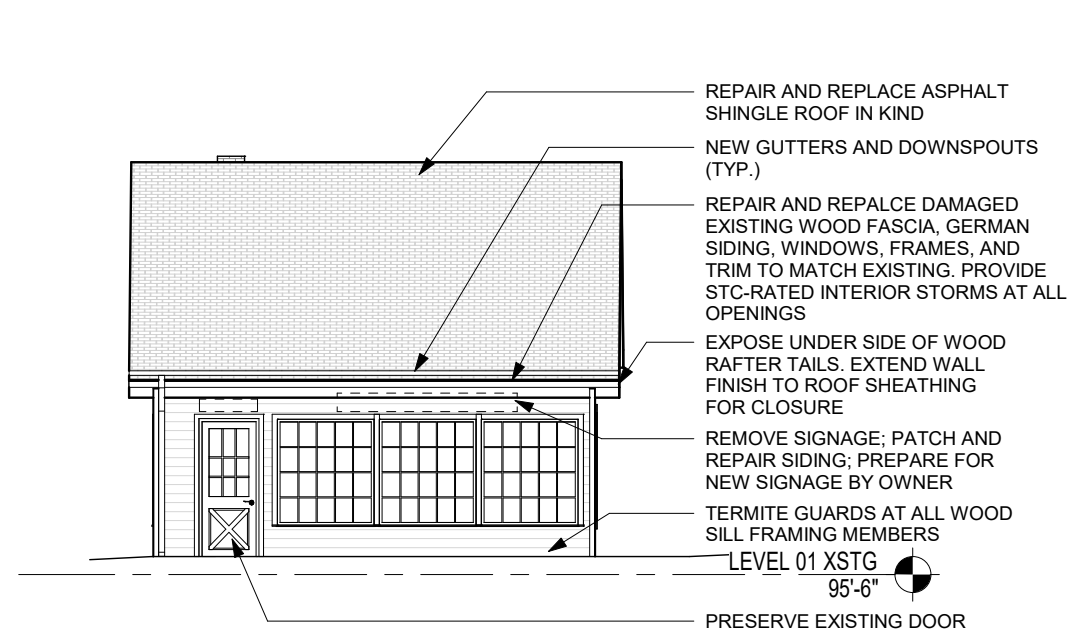 REPAIR AND REPLACE ASPHALT
SHINGLE ROOF IN KIND
NEW GUTTERS AND DOWNSPOUTS
(TYP.)
REPAIR AND REPALCE DAMAGED
EXISTING WOOD FASCIA, GERMAN
SIDING, WINDOWS, FRAMES, AND
TRIM TO MATCH EXISTING. PROVIDE
STC-RATED INTERIOR STORMS AT ALL
OPENINGS
EXPOSE UNDER SIDE OF WOOD
RAFTER TAILS. EXTEND WALL
FINISH TO ROOF SHEATHING
FOR CLOSURE
REMOVE SIGNAGE; PATCH AND
REPAIR SIDING; PREPARE FOR
NEW SIGNAGE BY OWNER
TERMITE GUARDS AT ALL WOOD
SILL FRAMING MEMBERS
LEVEL 01 XSTG
95'-6"
PRESERVE EXISTING DOOR